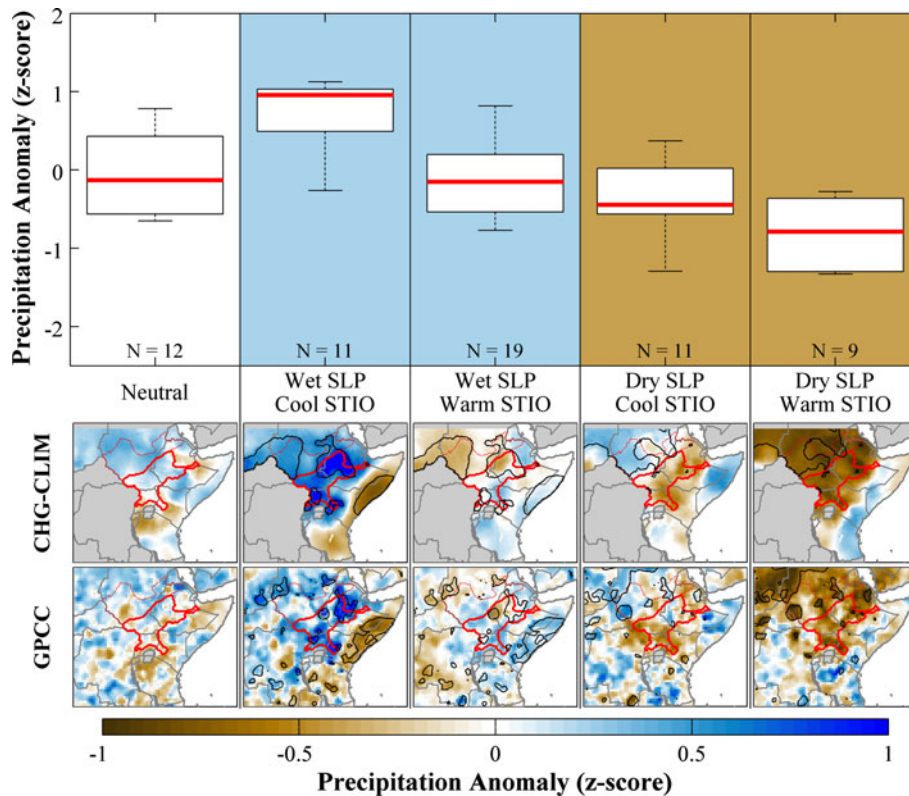 Precipitation Anomaly (z-score)
2
1
0
-1
-2
N = 12
N = 11
N = 19
N = 11
N = 9
Neutral
Wet SLP
Cool STIO
Wet SLP
Warm STIO
Dry SLP
Cool STIO
Dry SLP
Warm STIO
CHG-CLIM
GPCC
-1
-0.5
0
0.5
1
Precipitation Anomaly (z-score)